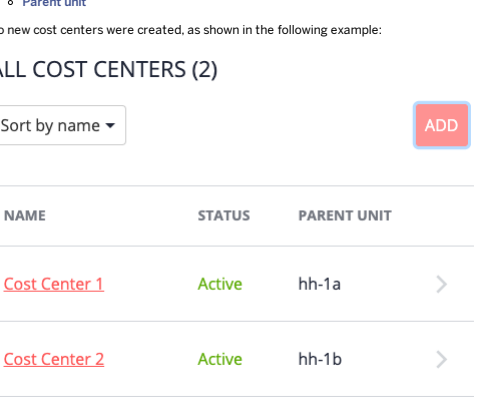 Parent unit
new cost centers were created, as shown in the following example:
ALL COST CENTERS (2)
Sort by name
ADD
NAME STATUS PARENT UNIT
Cost Center 1 Active hh-1a
Cost Center 2 Active hh-1b